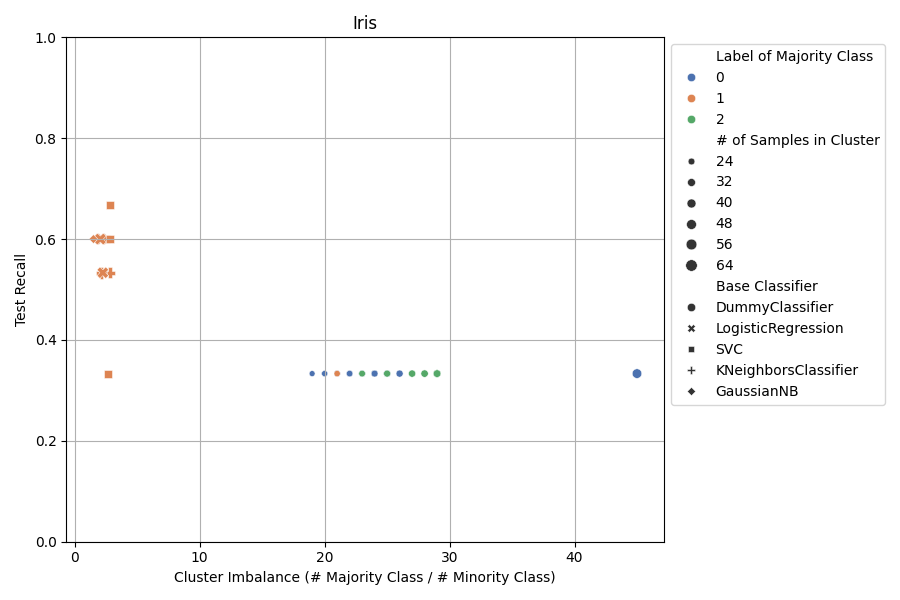 Iris
1.0
0.8
0.6
0.4
0.2
0.0
Test Recall
0
10
20
30
40
Cluster Imbalance (# Majority Class / # Minority Class)
Label of Majority Class
0
1
2
# of Samples in Cluster
24
32
40
48
56
64
Base Classifier
DummyClassifier
LogisticRegression
SVC
KNeighborsClassifier
GaussianNB